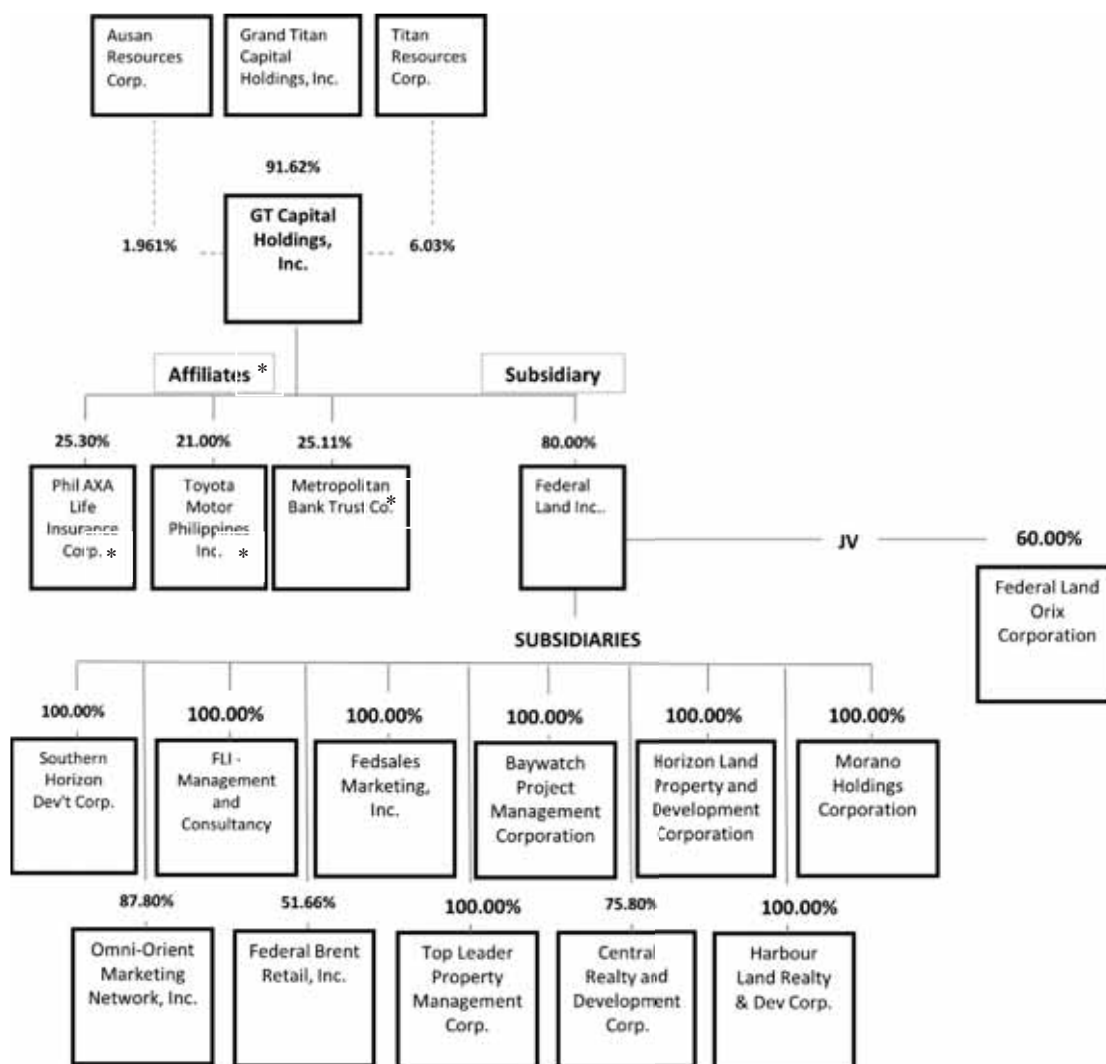 Ausan
Resources
Corp.
Grand Titan
Capital
Holdings, Inc.
Titan
Resources
Corp.
91.62%
GT Capital
Holdings,
Inc.
1.961%
6.03%
Affiliates *
Subsidiary
25.30%
21.00%
25.11%
80.00%
Phil AXA
Life
Insurance
Corp. *
Toyota
Motor
Philippines
Inc. *
Metropolitan
Bank Trust Co. *
Federal
Land Inc..
JV
60.00%
Federal Land
Orix
Corporation
SUBSIDIARIES
100.00%
100.00%
100.00%
100.00%
100.00%
100.00%
Southern
Horizon
Dev't Corp.
FLI -
Management
and
Consultancy
Fedsales
Marketing,
Inc.
Baywatch
Project
Management
Corporation
Horizon Land
Property and
Development
Corporation
Morano
Holdings
Corporation
87.80%
51.66%
100.00%
75.80%
100.00%
Omni-Orient
Marketing
Network, Inc.
Federal Brent
Retail, Inc.
Top Leader
Property
Management
Corp.
Central
Realty and
Development
Corp.
Harbour
Land Realty
& Dev Corp.